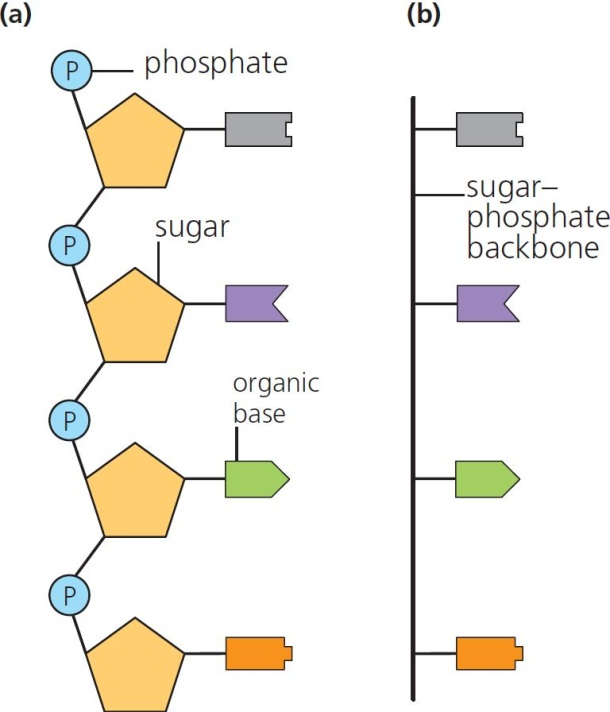 (a)
P
phosphate
P
sugar
P
organic
base
P
(b)
sugar–
phosphate
backbone